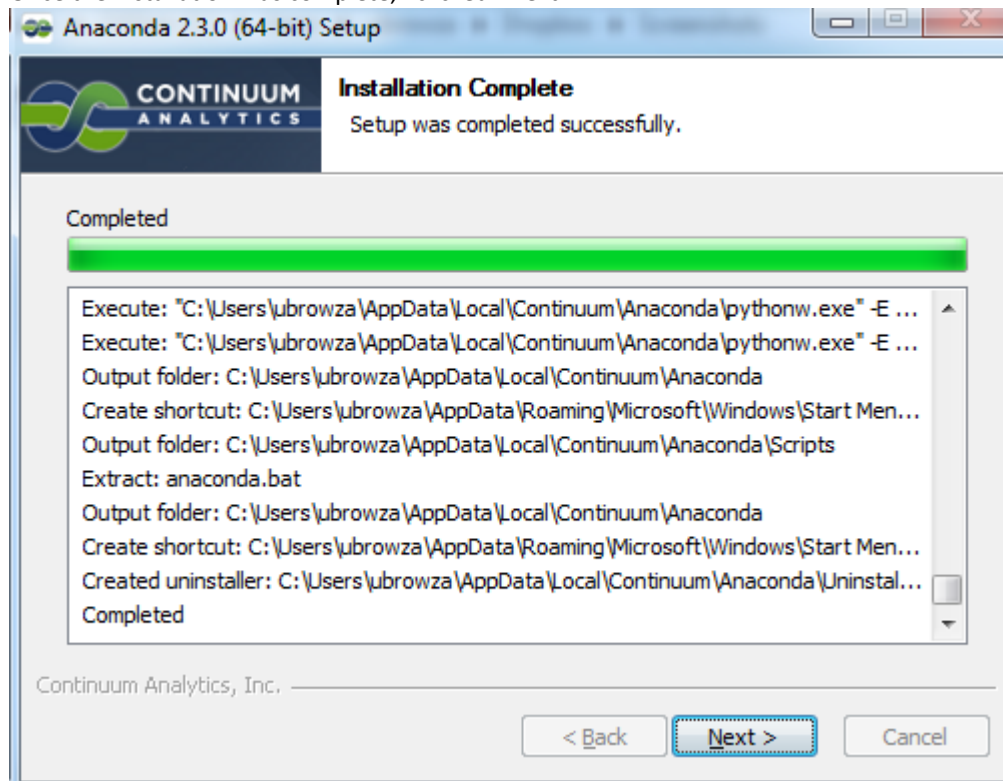 Anaconda 2.3.0 (64-bit) Setup
CONTINUUM
ANALYTICS
Installation Complete
Setup was completed successfully.
Completed
Execute: "C:\Users\ubrowza\AppData\Local\Continuum\Anaconda\pythonw.exe" -E ...
Execute: "C:\Users\ubrowza\AppData\Local\Continuum\Anaconda\pythonw.exe" -E ...
Output folder: C:\Users\ubrowza\AppData\Local\Continuum\Anaconda
Create shortcut: C:\Users\ubrowza\AppData\Roaming\Microsoft\Windows\Start Men...
Output folder: C:\Users\ubrowza\AppData\Local\Continuum\Anaconda\Scripts
Extract: anaconda.bat
Output folder: C:\Users\ubrowza\AppData\Local\Continuum\Anaconda
Create shortcut: C:\Users\ubrowza\AppData\Roaming\Microsoft\Windows\Start Men...
Created uninstaller: C:\Users\ubrowza\AppData\Local\Continuum\Anaconda\Uninstal...
Completed
Continuum Analytics, Inc.
< Back Next > Cancel